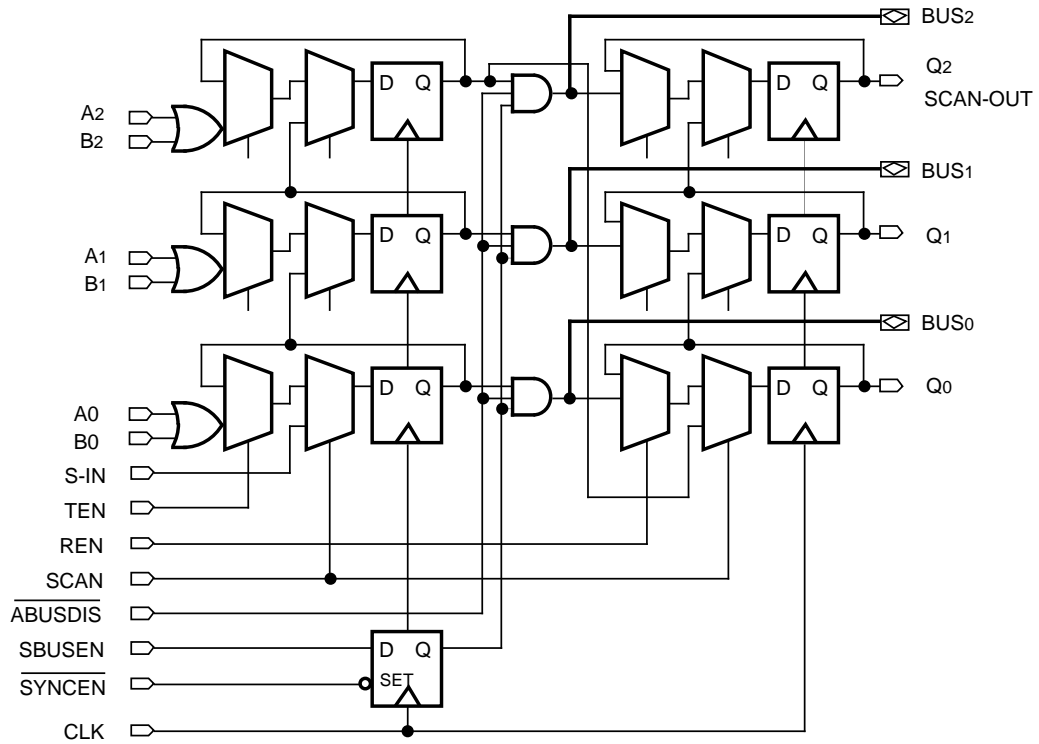 BUS2
D Q
D Q
Q2
SCAN-OUT
A2
B2
BUS1
D Q
D Q
Q1
A1
B1
BUS0
D Q
D Q
Q0
A0
B0
S-IN
TEN
REN
SCAN
ABUSDIS
SBUSEN
D Q
SYNCEN
SET
CLK